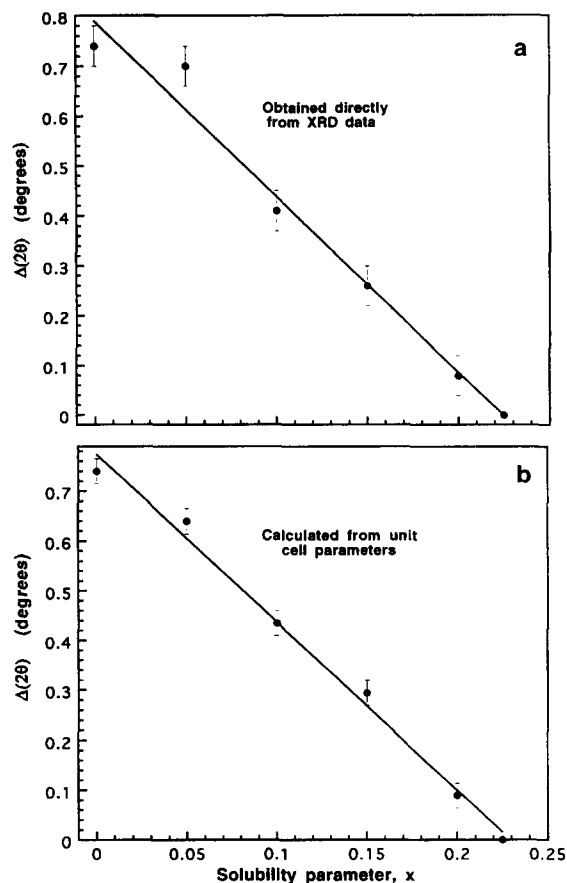 a
0.8
0.7
0.6
0.5
0.4
0.3
0.2
0.1
0
Δ(2θ) (degrees)
Obtained directly
from XRD data
b
0.7
0.6
0.5
0.4
0.3
0.2
0.1
0
Δ(2θ) (degrees)
Calculated from unit
cell parameters
0 0.05 0.1 0.15 0.2 0.25
Solubility parameter, x